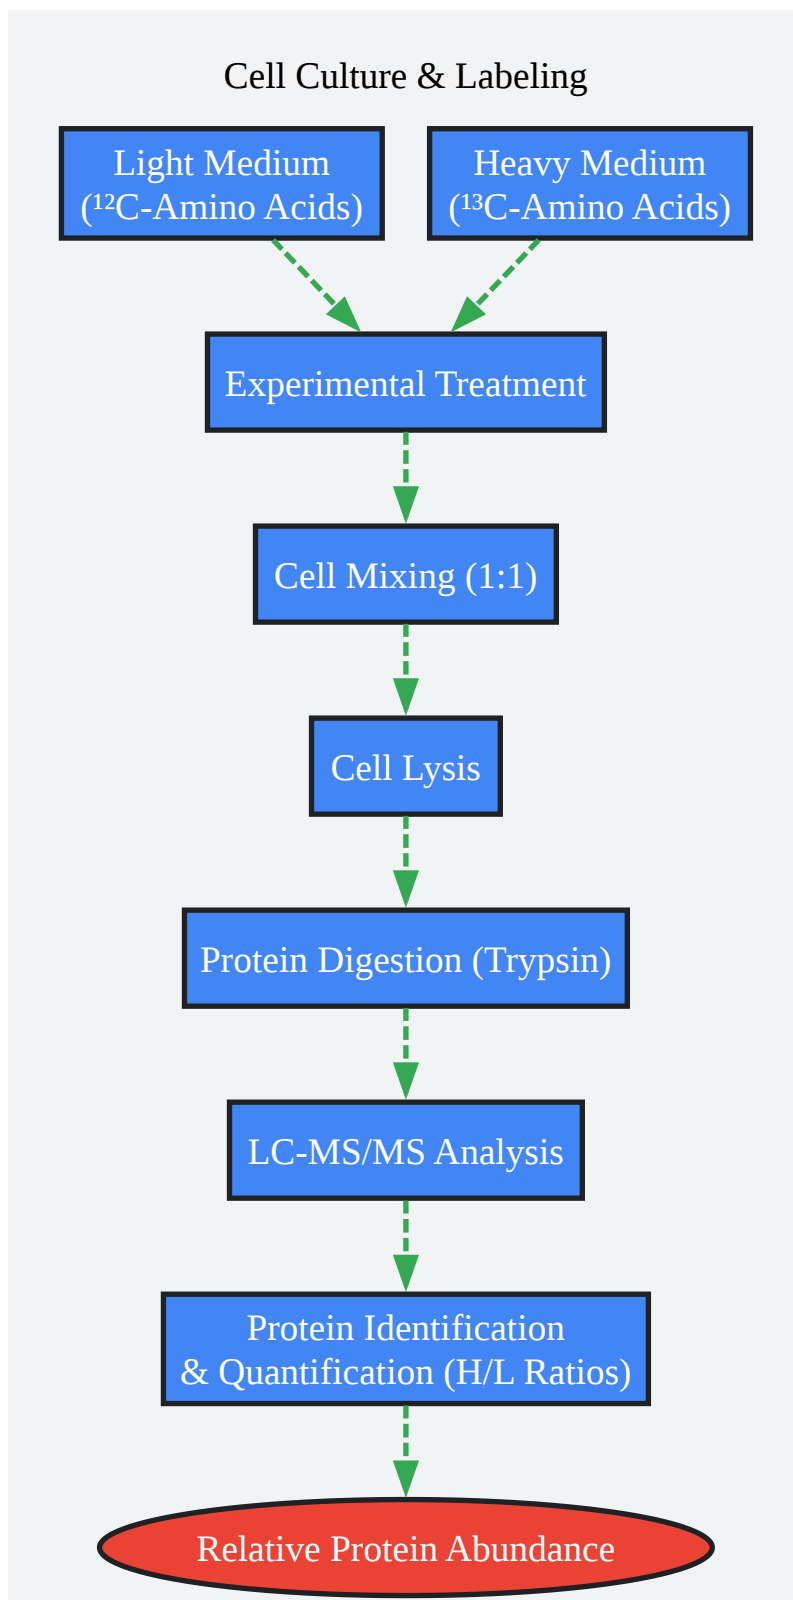 Cell Culture & Labeling
Light Medium
(¹²C-Amino Acids)
Heavy Medium
(¹³C-Amino Acids)
Experimental Treatment
Cell Mixing (1:1)
Cell Lysis
Protein Digestion (Trypsin)
LC-MS/MS Analysis
Protein Identification
& Quantification (H/L Ratios)
Relative Protein Abundance